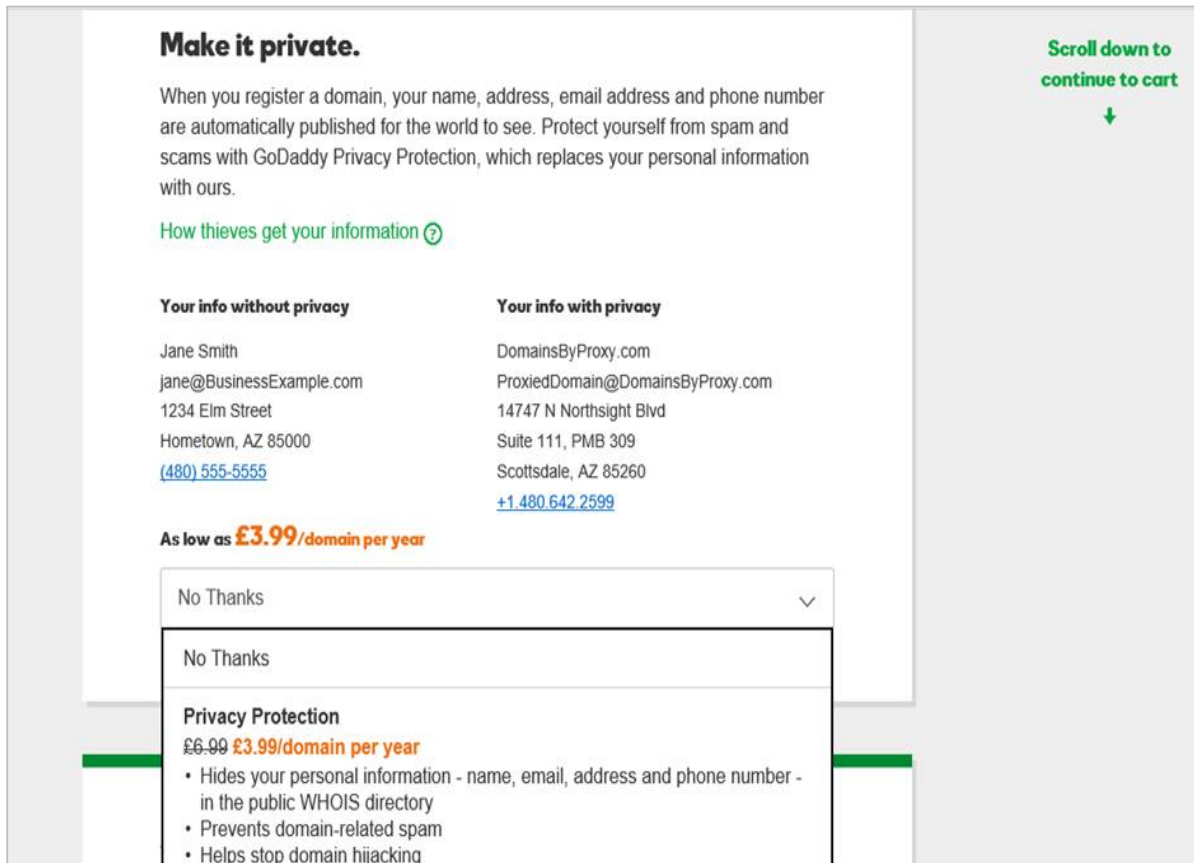 Make it private.
Scroll down to
continue to cart
When you register a domain, your name, address, email address and phone number
are automatically published for the world to see. Protect yourself from spam and
scams with GoDaddy Privacy Protection, which replaces your personal information
with ours.
How thieves get your information ?
Your info without privacy
Jane Smith
jane@BusinessExample.com
1234 Elm Street
Hometown, AZ 85000
(480) 555-5555
Your info with privacy
DomainsByProxy.com
ProxiedDomain@DomainsByProxy.com
14747 N Northsight Blvd
Suite 111, PMB 309
Scottsdale, AZ 85260
+1.480.642.2599
As low as £3.99/domain per year
No Thanks
No Thanks
Privacy Protection
£6.99 £3.99/domain per year
• Hides your personal information - name, email, address and phone number -
in the public WHOIS directory
• Prevents domain-related spam
• Helps stop domain hijacking